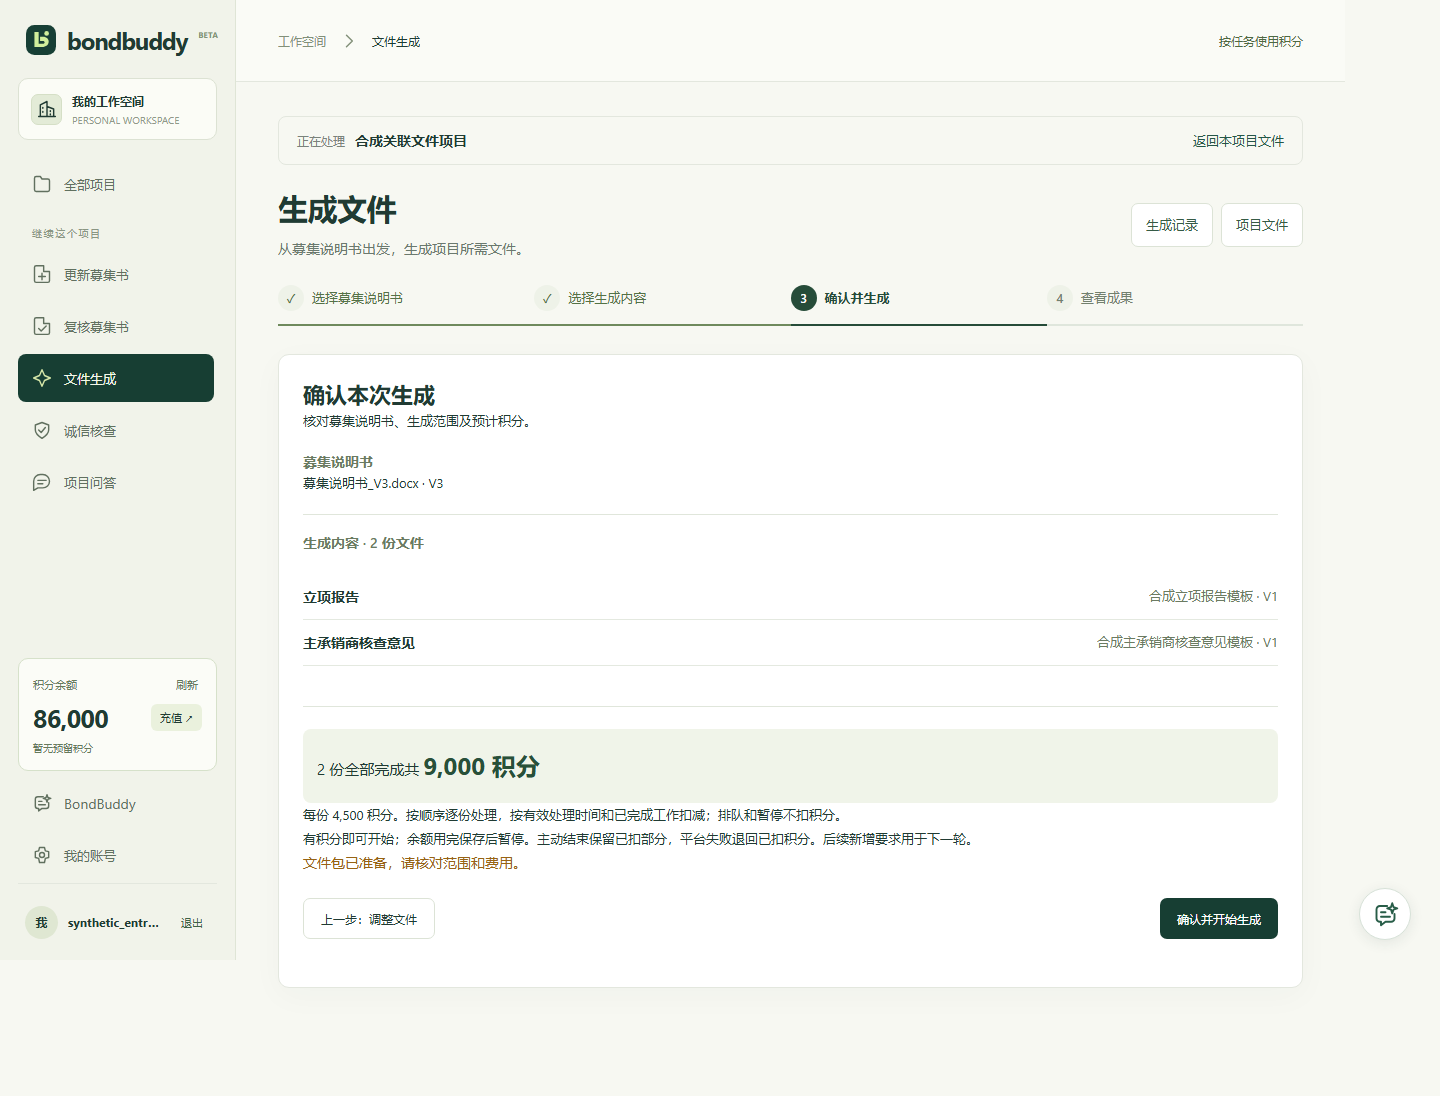 bondbuddy BETA
我的工作空间
PERSONAL WORKSPACE
全部项目
继续这个项目
更新募集书
复核募集书
文件生成
诚信核查
项目问答
积分余额 刷新
86,000 充值 ↗
暂无预留积分
BondBuddy
我的账号
我 synthetic_entr... 退出
工作空间 > 文件生成 按任务使用积分
正在处理 合成关联文件项目 返回本项目文件
生成文件
从募集说明书出发，生成项目所需文件。
生成记录 项目文件
✓ 选择募集说明书 ✓ 选择生成内容 3 确认并生成 4 查看成果
确认本次生成
核对募集说明书、生成范围及预计积分。
募集说明书
募集说明书_V3.docx · V3
生成内容 · 2 份文件
立项报告 合成立项报告模板 · V1
主承销商核查意见 合成主承销商核查意见模板 · V1
2 份全部完成共 9,000 积分
每份 4,500 积分。按顺序逐份处理，按有效处理时间和已完成工作扣减；排队和暂停不扣积分。
有积分即可开始；余额用完保存后暂停。主动结束保留已扣部分，平台失败退回已扣积分。后续新增要求用于下一轮。
文件包已准备，请核对范围和费用。
上一步：调整文件 确认并开始生成